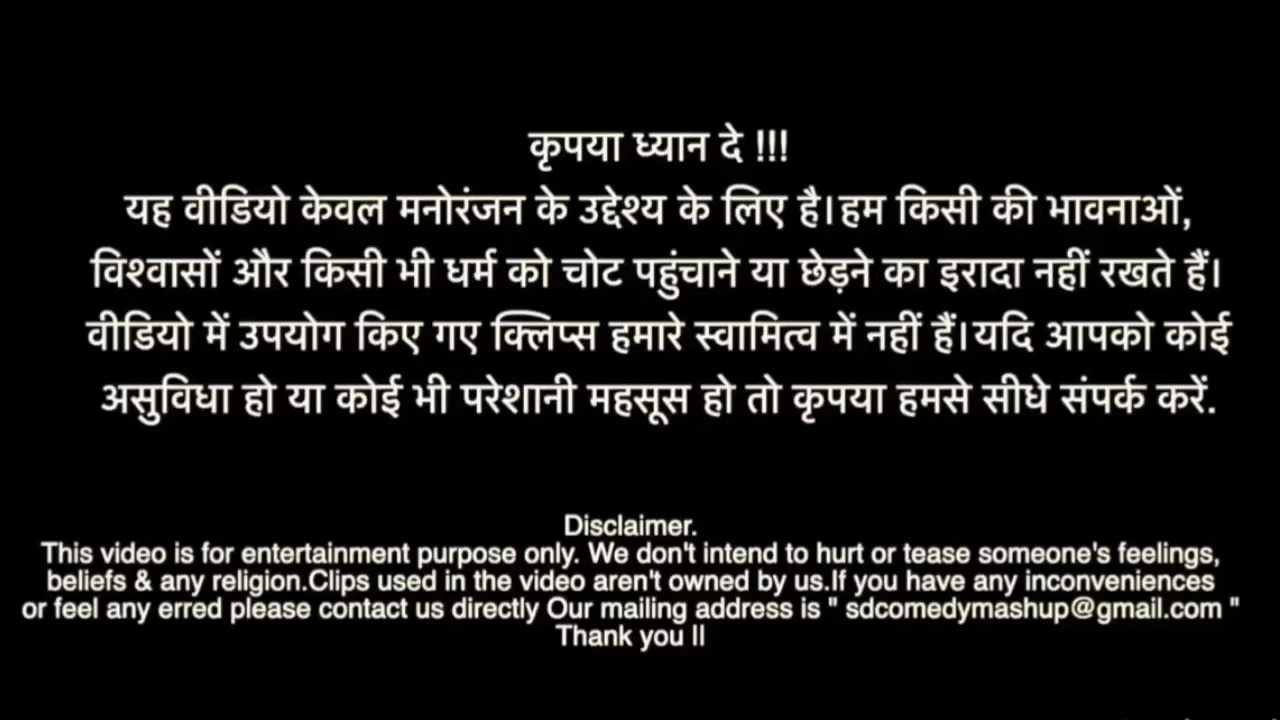 कृपया ध्यान दे !!!
यह वीडियो केवल मनोरंजन के उद्देश्य के लिए है।हम किसी की भावनाओं,
विश्वासों और किसी भी धर्म को चोट पहुंचाने या छेड़ने का इरादा नहीं रखते हैं।
वीडियो में उपयोग किए गए क्लिप्स हमारे स्वामित्व में नहीं हैं।यदि आपको कोई
असुविधा हो या कोई भी परेशानी महसूस हो तो कृपया हमसे सीधे संपर्क करें.
Disclaimer.
This video is for entertainment purpose only. We don't intend to hurt or tease someone's feelings,
beliefs & any religion.Clips used in the video aren't owned by us.If you have any inconveniences
or feel any erred please contact us directly Our mailing address is " sdcomedymashup@gmail.com "
Thank you ll